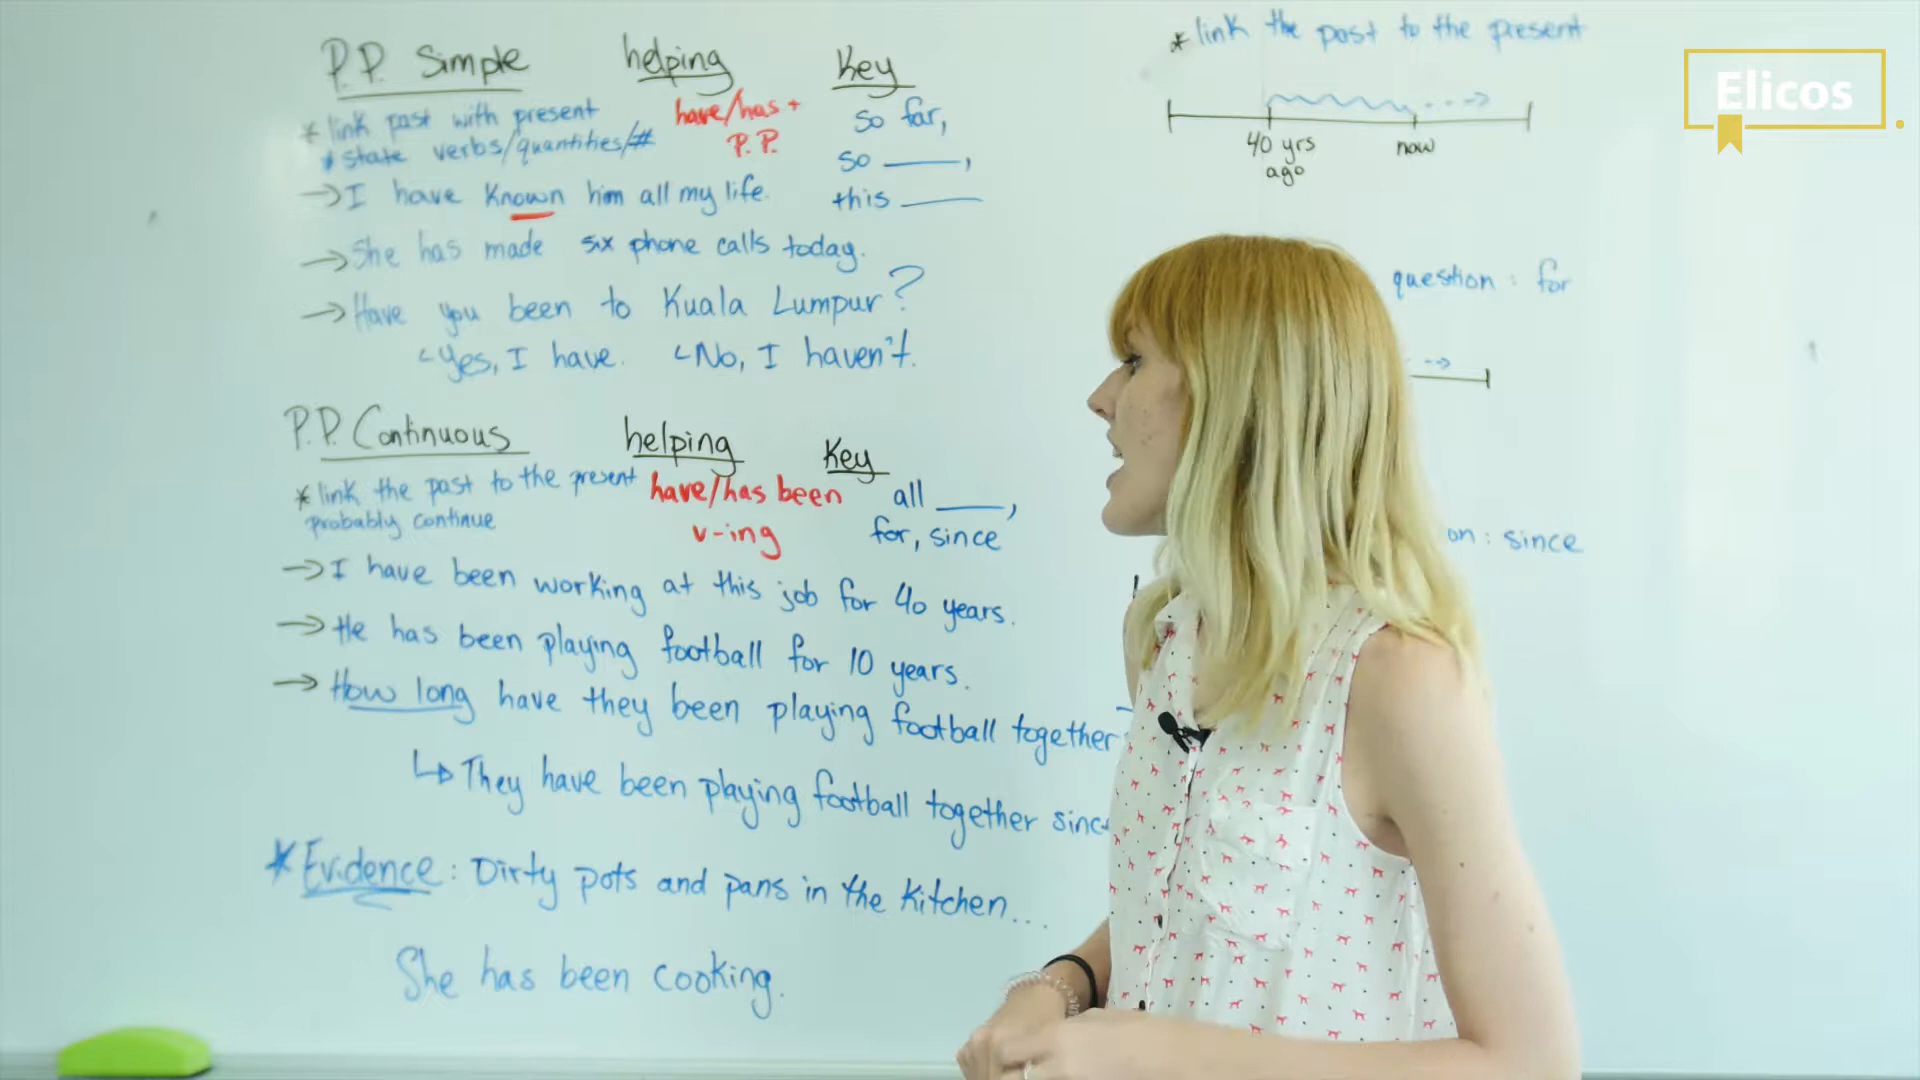 P.P. Simple helping Key
* link past with present have/has + so far,
* state verbs/quantities/# P.P. so ____,
→ I have known him all my life. this ____
→ She has made six phone calls today.
→ Have you been to Kuala Lumpur?
Yes, I have. No, I haven't.
P.P. Continuous helping Key
* link the past to the present have/has been all ____,
probably continue v-ing for, since
→ I have been working at this job for 40 years.
→ He has been playing football for 10 years.
→ How long have they been playing football together
↳ They have been playing football together
* Evidence: Dirty pots and pans in the kitchen...
She has been cooking.
* link the past to the present
40 yrs now
ago
question: for
: since
Elicos